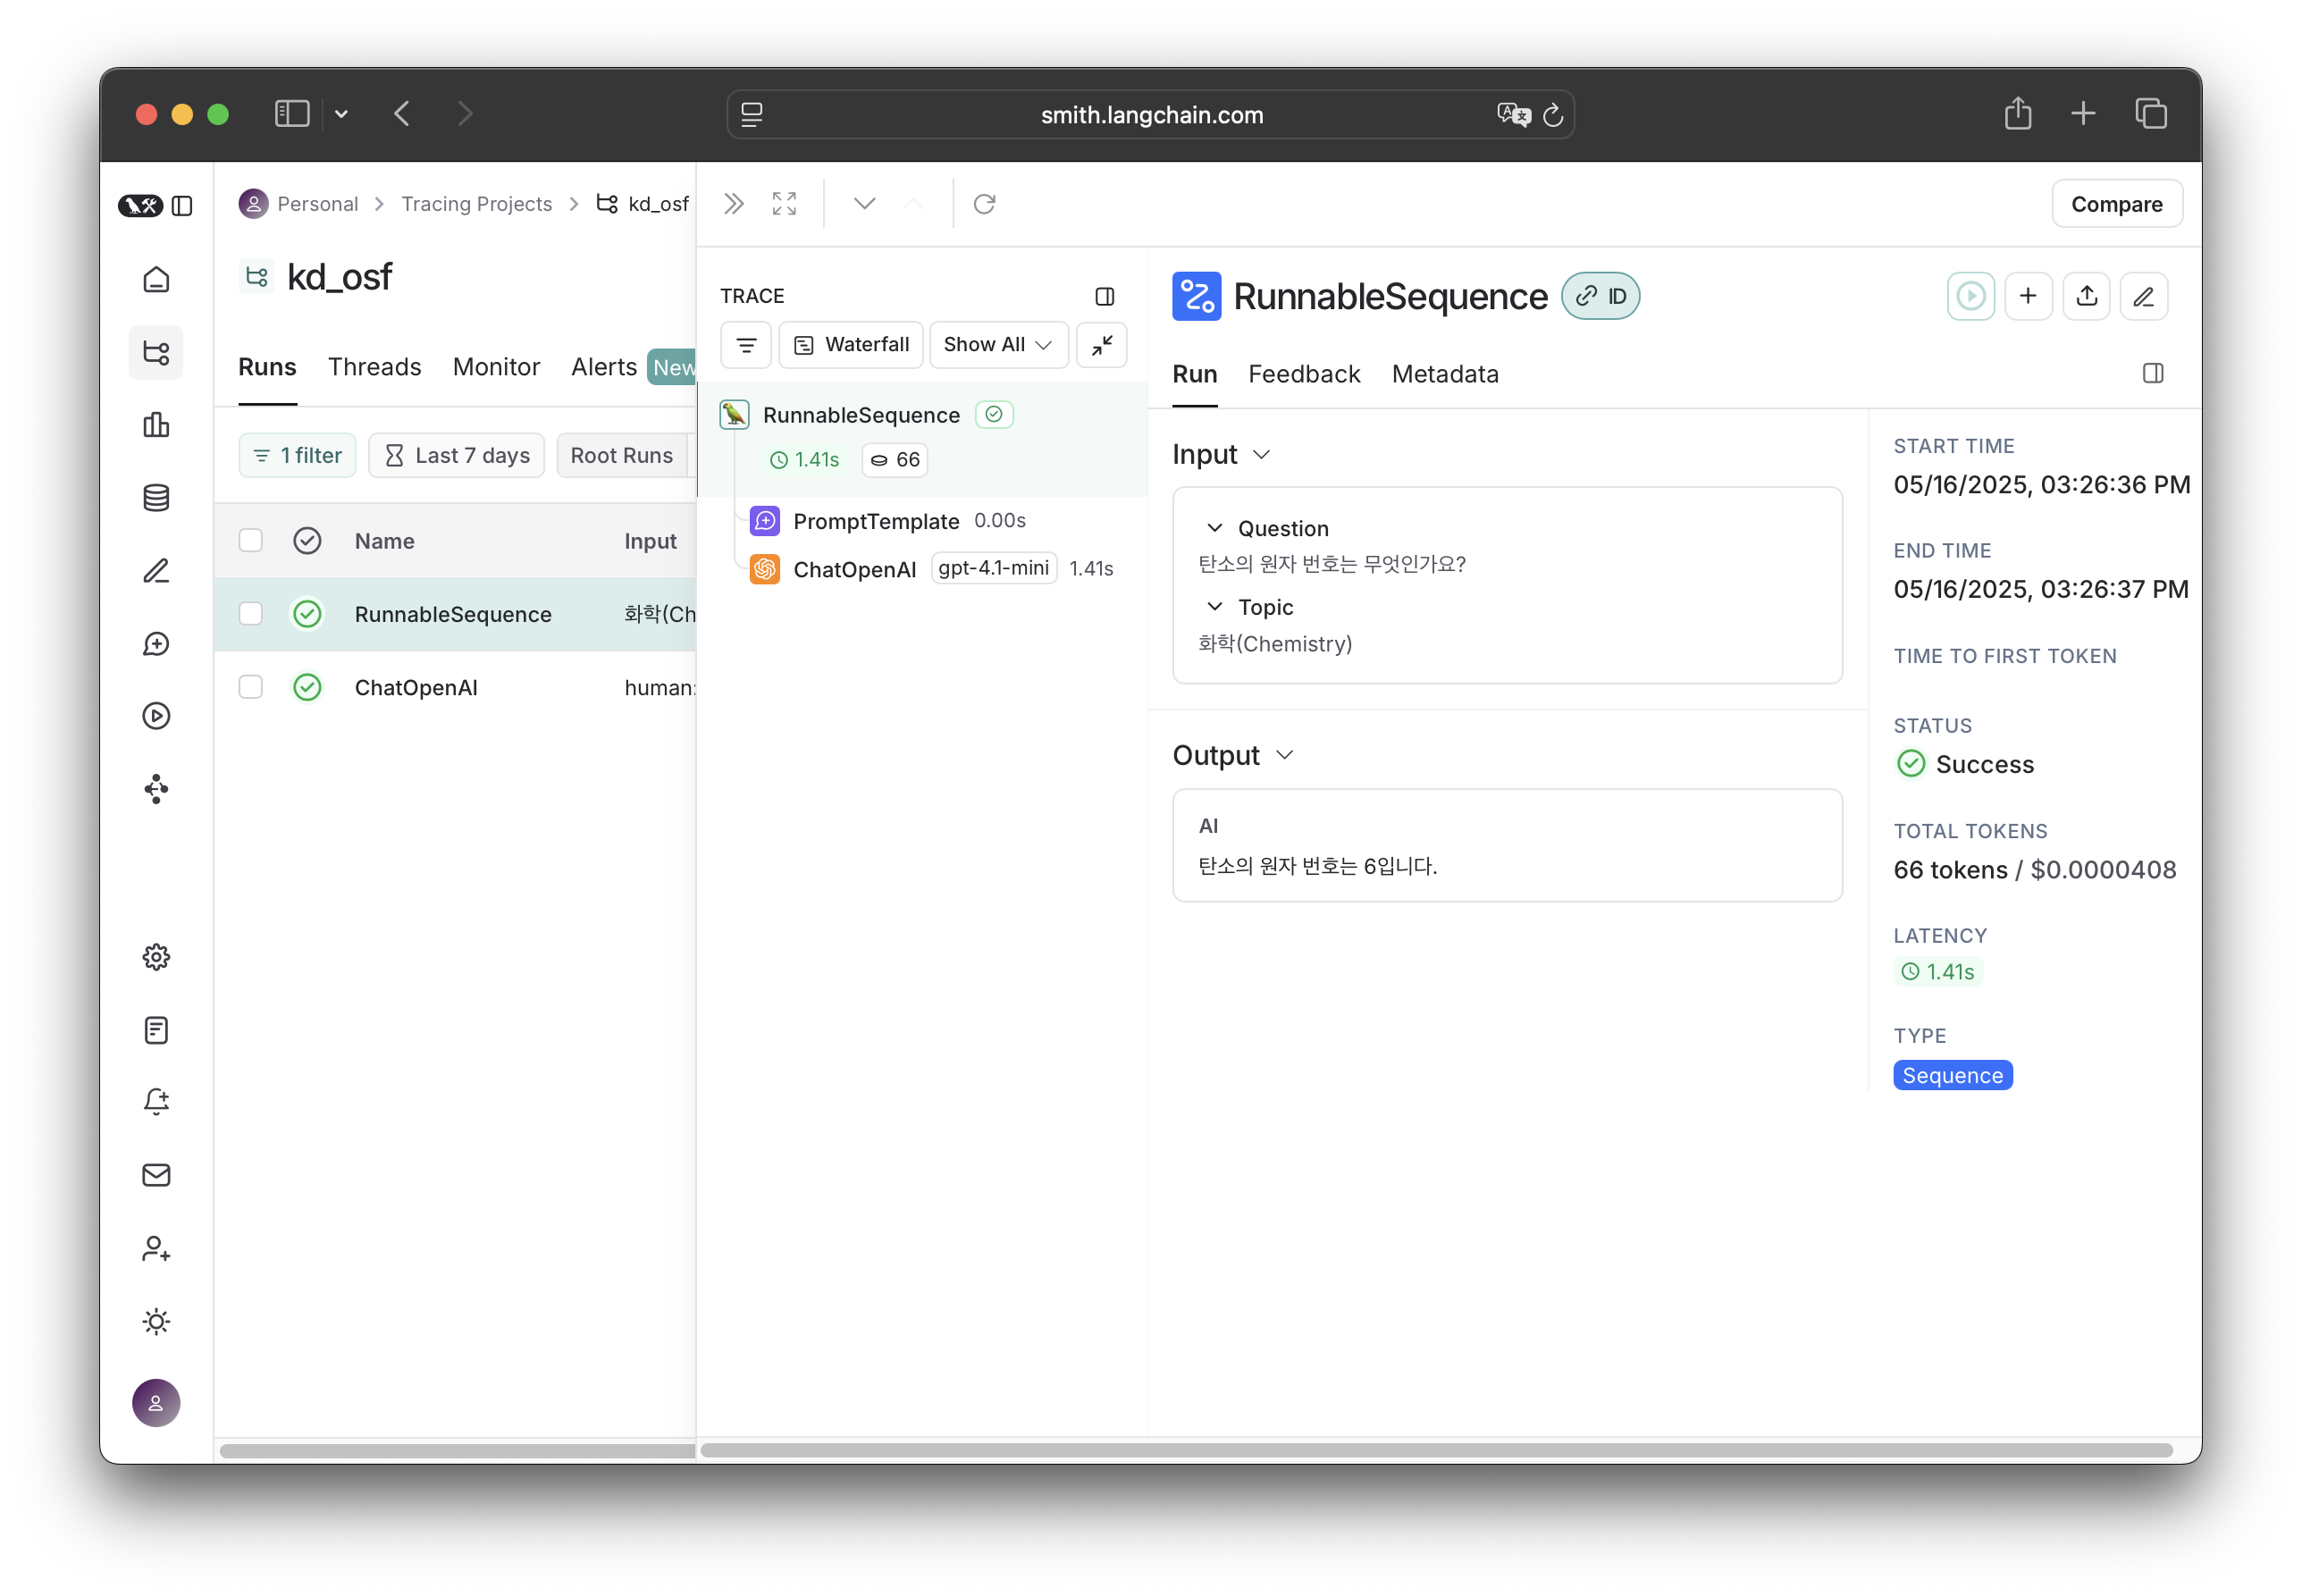 smith.langchain.com
Personal > Tracing Projects > kd_osf
Compare
kd_osf
Runs Threads Monitor Alerts New
1 filter Last 7 days Root Runs
Name Input
RunnableSequence 화학(Ch
ChatOpenAI human:
TRACE
Waterfall Show All
RunnableSequence
1.41s 66
PromptTemplate 0.00s
ChatOpenAI gpt-4.1-mini 1.41s
RunnableSequence ID
Run Feedback Metadata
Input
Question
탄소의 원자 번호는 무엇인가요?
Topic
화학(Chemistry)
Output
AI
탄소의 원자 번호는 6입니다.
START TIME
05/16/2025, 03:26:36 PM
END TIME
05/16/2025, 03:26:37 PM
TIME TO FIRST TOKEN
STATUS
Success
TOTAL TOKENS
66 tokens / $0.0000408
LATENCY
1.41s
TYPE
Sequence